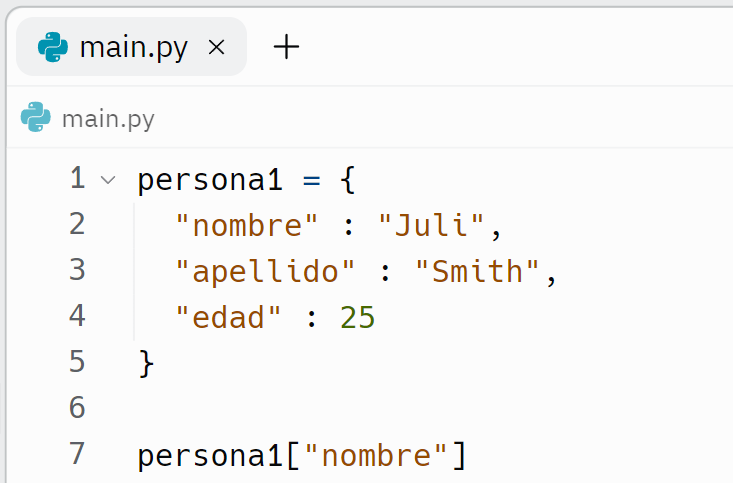 main.py × +
main.py
1 persona1 = {
2 "nombre" : "Juli",
3 "apellido" : "Smith",
4 "edad" : 25
5 }
6
7 persona1["nombre"]